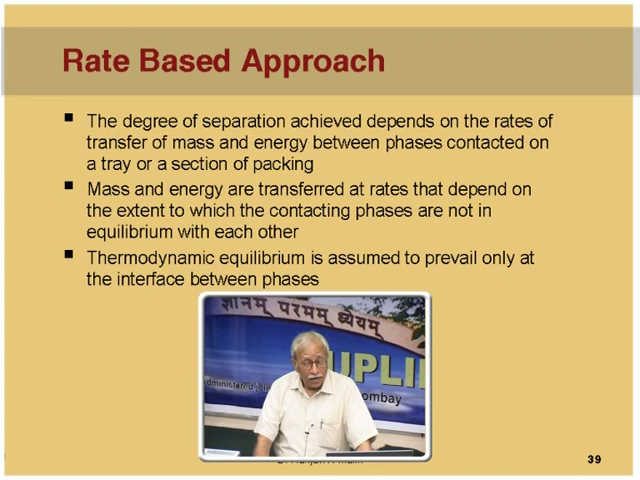 Rate Based Approach
▪ The degree of separation achieved depends on the rates of
transfer of mass and energy between phases contacted on
a tray or a section of packing
▪ Mass and energy are transferred at rates that depend on
the extent to which the contacting phases are not in
equilibrium with each other
▪ Thermodynamic equilibrium is assumed to prevail only at
the interface between phases
ज्ञानम् परमम् ध्येयम्
UPLI
administered join
ombay
39